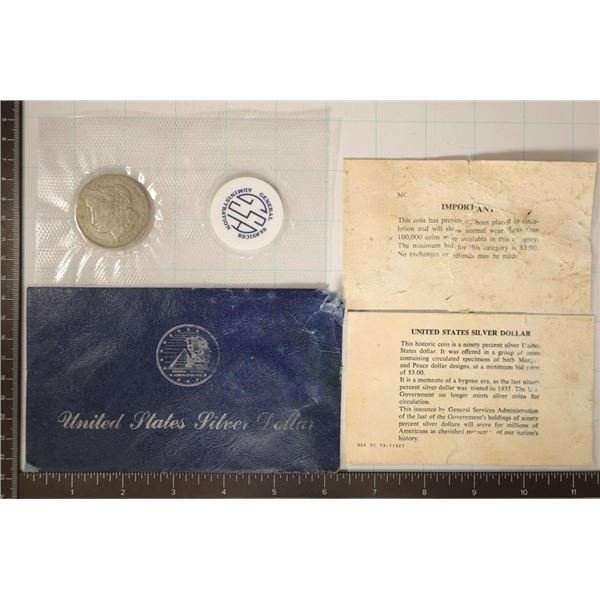 GENERAL SERVICES
ADMINISTRATION
GSA
MC
IMPORTANT
This coin has previously been placed in circu-
lation and will show normal wear. Less than
100,000 coins were available in this category.
The minimum bid for this category is $3.00.
No exchanges or refunds may be made.
United States Silver Dollar
UNITED STATES SILVER DOLLAR
This historic coin is a ninety percent silver United
States dollar. It was offered in a group of coins
containing circulated specimens of both Morgan
and Peace dollar designs, at a minimum bid price
of $3.00.
It is a memento of a bygone era, as the last ninety
percent silver dollar was minted in 1935. The U.S.
Government no longer mints silver coins for
circulation.
This issuance by General Services Administration
of the last of the Government's holdings of ninety
percent silver dollars will serve for millions of
Americans as cherished mementos of our nation's
history.
GSA DC
1 2 3 4 5 6 7 8 9 10 11